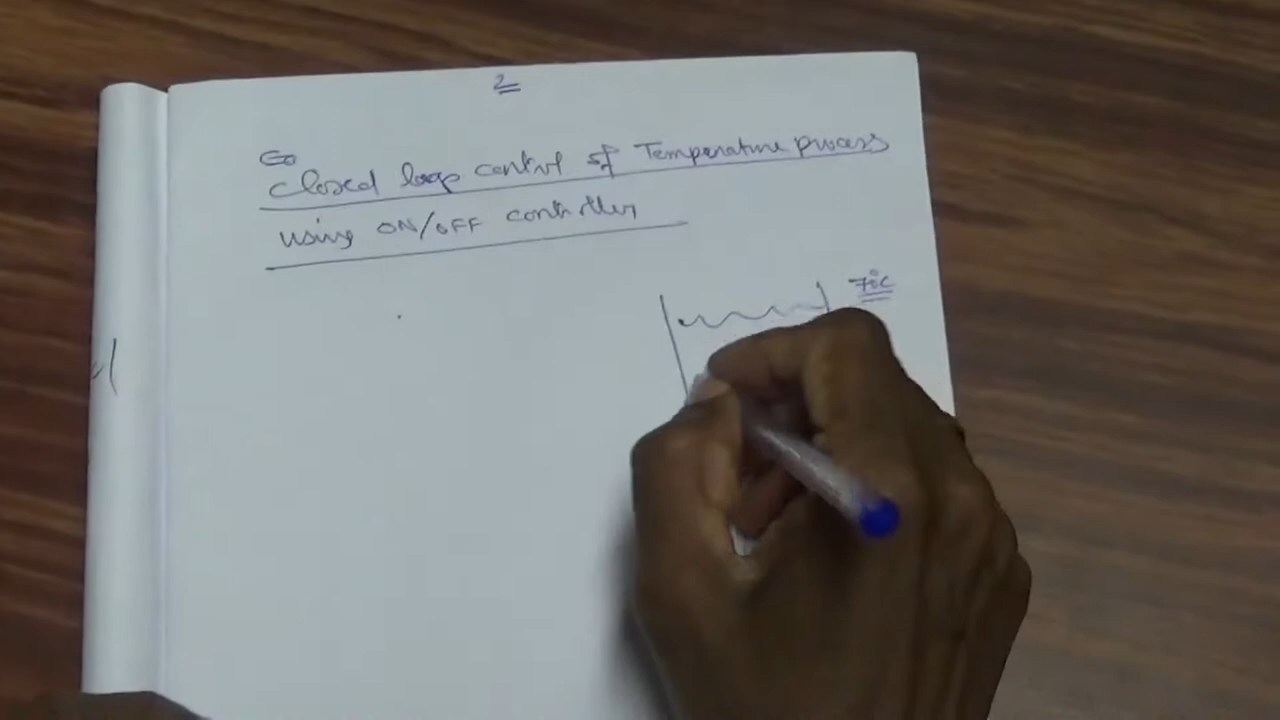 2
Closed loop control of Temperature process
using ON/OFF controller
70°C